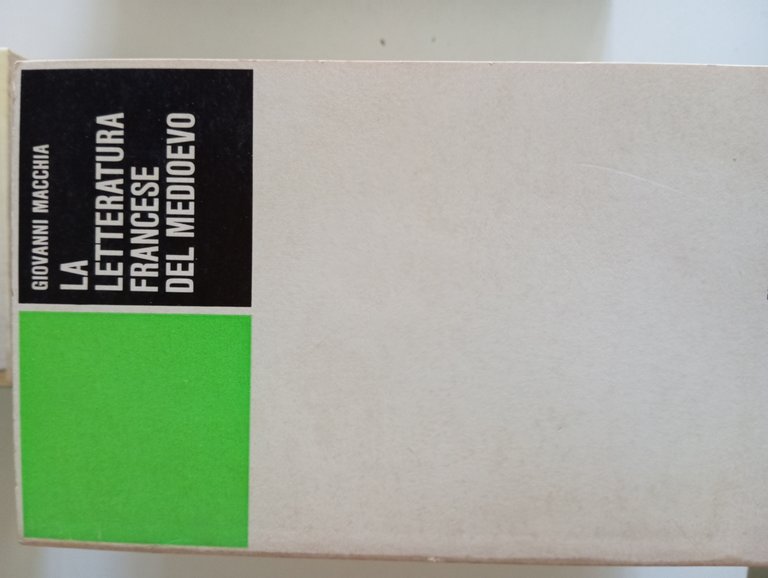 GIOVANNI MACCHIA
LA
LETTERATURA
FRANCESE
DEL MEDIOEVO